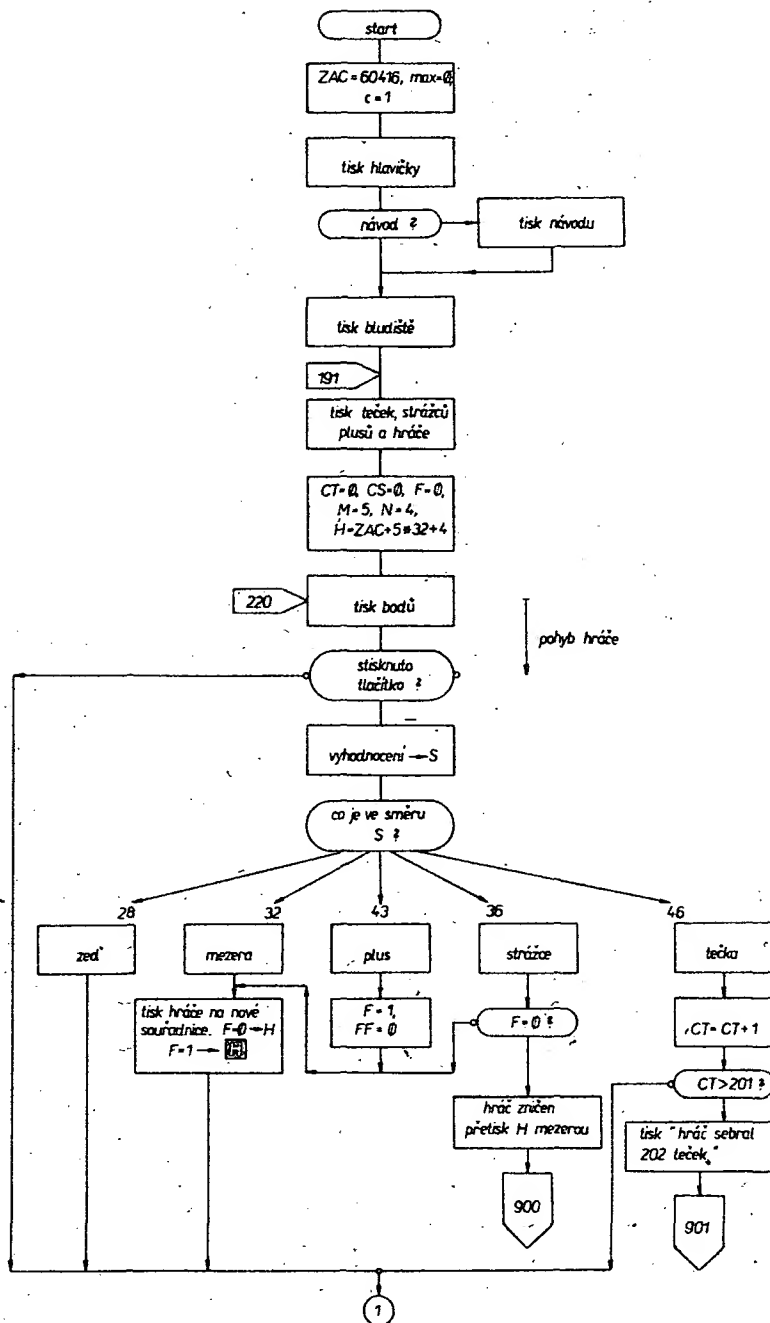 start
ZAC=60416, max=0,
c=1
tisk hlavičky
návod ?
tisk návodu
tisk bludiště
191
tisk teček, strážců
plusů a hráče
CT=0, CS=0, F=0,
M=5, N=4,
H=ZAC+5*32+4
220
tisk bodů
pohyb hráče
stisknuto
tlačítko ?
vyhodnocení → S
co je ve směru
S ?
28
32
43
36
46
zeď
mezera
plus
strážce
tečka
tisk hráče na nové
souřadnice. F=0→H
F=1→
F=1,
FF=0
F=0 ?
CT=CT+1
CT>201 ?
hráč zničen
přetisk H mezerou
tisk "hráč sebral
202 teček."
900
901
1